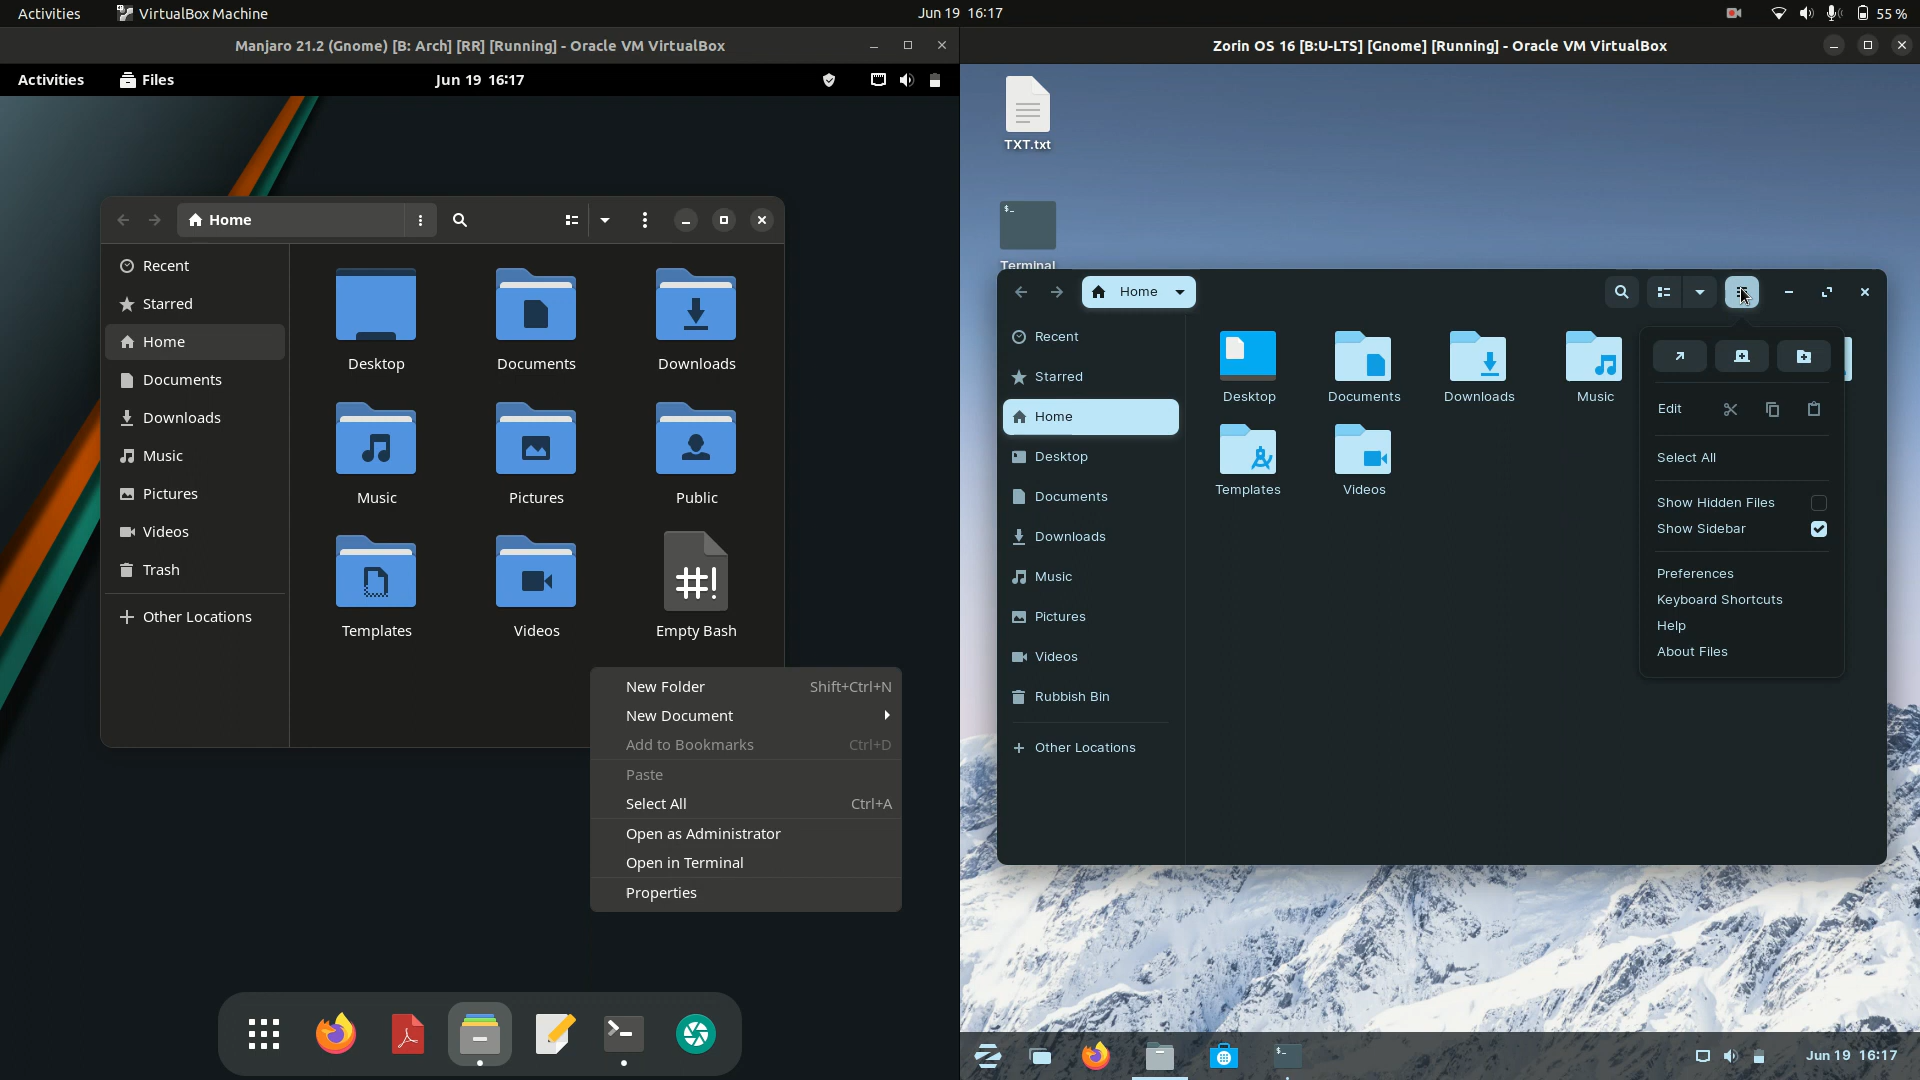 Activities
VirtualBox Machine
Jun 19 16:17
55 %
Manjaro 21.2 (Gnome) [B: Arch] [RR] [Running] - Oracle VM VirtualBox
Activities
Files
Jun 19 16:17
Home
Recent
Starred
Home
Documents
Downloads
Music
Pictures
Videos
Trash
Other Locations
Desktop
Documents
Downloads
Music
Pictures
Public
Templates
Videos
#!
Empty Bash
New Folder Shift+Ctrl+N
New Document
Add to Bookmarks Ctrl+D
Paste
Select All Ctrl+A
Open as Administrator
Open in Terminal
Properties
Zorin OS 16 [B:U-LTS] [Gnome] [Running] - Oracle VM VirtualBox
TXT.txt
$_
Terminal
Home
Recent
Starred
Home
Desktop
Documents
Downloads
Music
Pictures
Videos
Rubbish Bin
Other Locations
Desktop
Documents
Downloads
Music
Templates
Videos
Edit
Select All
Show Hidden Files
Show Sidebar
Preferences
Keyboard Shortcuts
Help
About Files
Jun 19 16:17